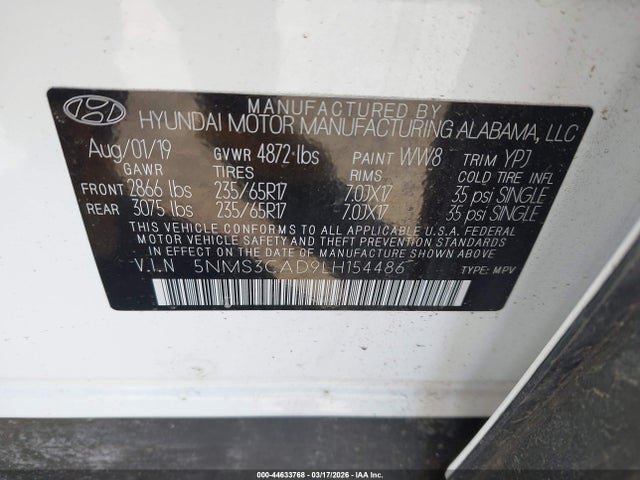 MANUFACTURED BY
HYUNDAI MOTOR MANUFACTURING ALABAMA, LLC
Aug/01/19 GVWR 4872 lbs PAINT WW8 TRIM YPJ
GAWR TIRES RIMS COLD TIRE INFL
FRONT 2866 lbs 235/65R17 7.0JX17 35 psi SINGLE
REAR 3075 lbs 235/65R17 7.0JX17 35 psi SINGLE
THIS VEHICLE CONFORMS TO ALL APPLICABLE U.S.A. FEDERAL
MOTOR VEHICLE SAFETY AND THEFT PREVENTION STANDARDS
IN EFFECT ON THE DATE OF MANUFACTURE SHOWN ABOVE
V.I.N 5NMS3CAD9LH154486 TYPE: MPV
000-44633768 | 03/17/2026 | IAA Inc.